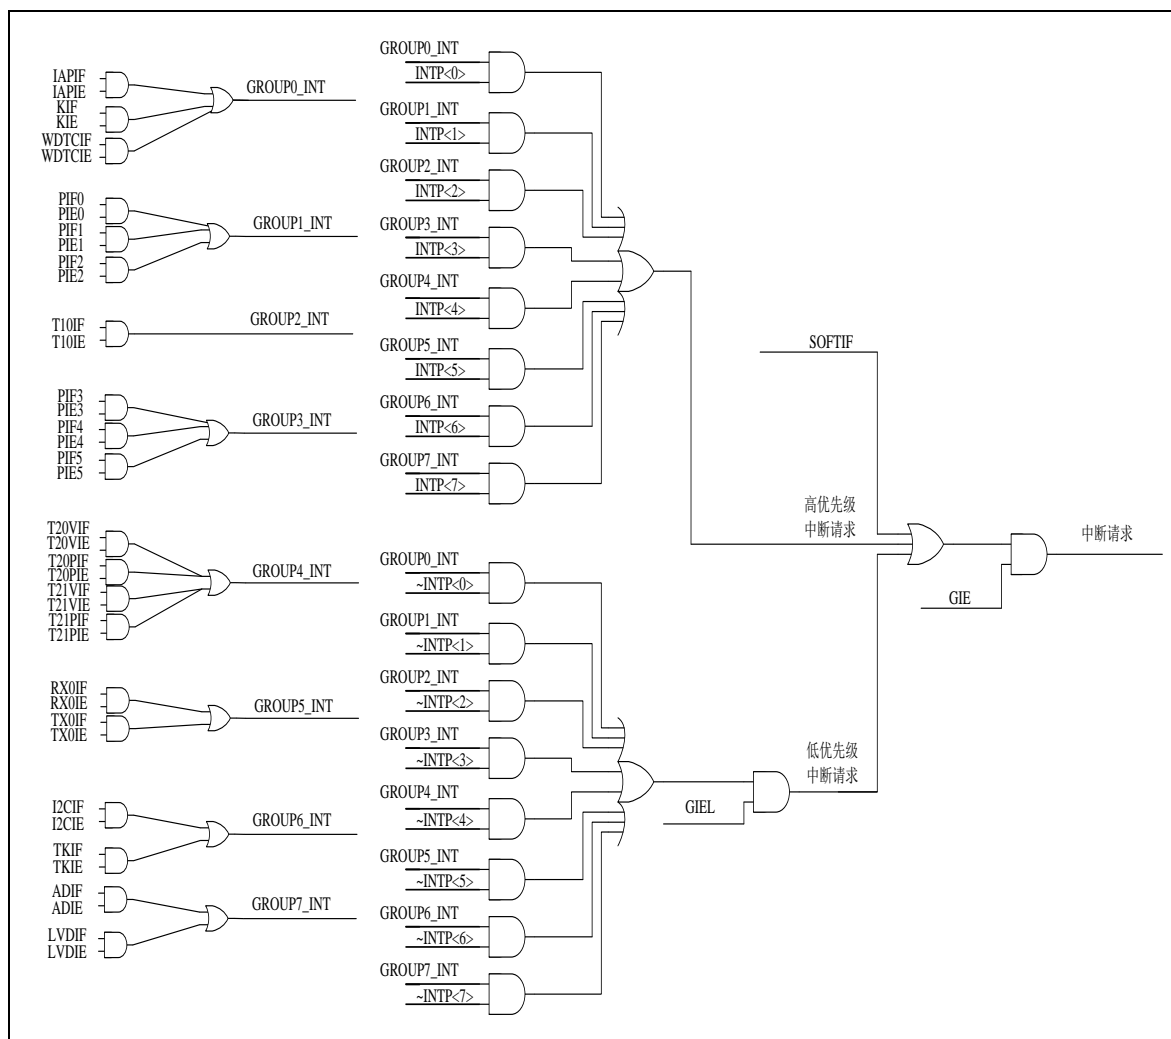 IAPIF
IAPIE
KIF
KIE
WDTCIF
WDTCIE
GROUP0_INT
PIF0
PIE0
PIF1
PIE1
PIF2
PIE2
GROUP1_INT
T10IF
T10IE
GROUP2_INT
PIF3
PIE3
PIF4
PIE4
PIF5
PIE5
GROUP3_INT
T20VIF
T20VIE
T20PIF
T20PIE
T21VIF
T21VIE
T21PIF
T21PIE
GROUP4_INT
RX0IF
RX0IE
TX0IF
TX0IE
GROUP5_INT
I2CIF
I2CIE
TKIF
TKIE
GROUP6_INT
ADIF
ADIE
LVDIF
LVDIE
GROUP7_INT
GROUP0_INT
INTP<0>
GROUP1_INT
INTP<1>
GROUP2_INT
INTP<2>
GROUP3_INT
INTP<3>
GROUP4_INT
INTP<4>
GROUP5_INT
INTP<5>
GROUP6_INT
INTP<6>
GROUP7_INT
INTP<7>
GROUP0_INT
~INTP<0>
GROUP1_INT
~INTP<1>
GROUP2_INT
~INTP<2>
GROUP3_INT
~INTP<3>
GROUP4_INT
~INTP<4>
GROUP5_INT
~INTP<5>
GROUP6_INT
~INTP<6>
GROUP7_INT
~INTP<7>
GIEL
SOFTIF
高优先级
中断请求
低优先级
中断请求
GIE
中断请求